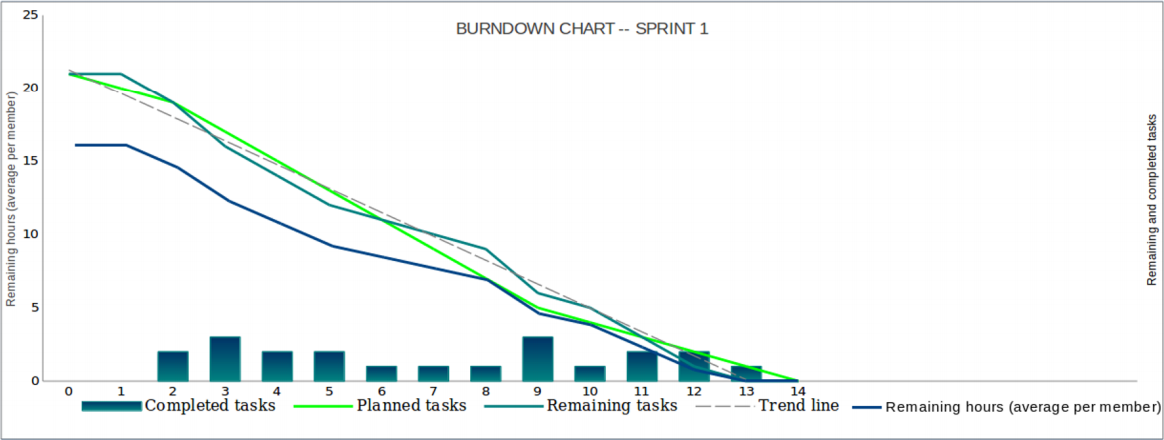 BURNDOWN CHART -- SPRINT 1
25
20
15
10
5
0
Remaining hours (average per member)
Remaining and completed tasks
0 1 2 3 4 5 6 7 8 9 10 11 12 13 14
Completed tasks Planned tasks Remaining tasks Trend line Remaining hours (average per member)